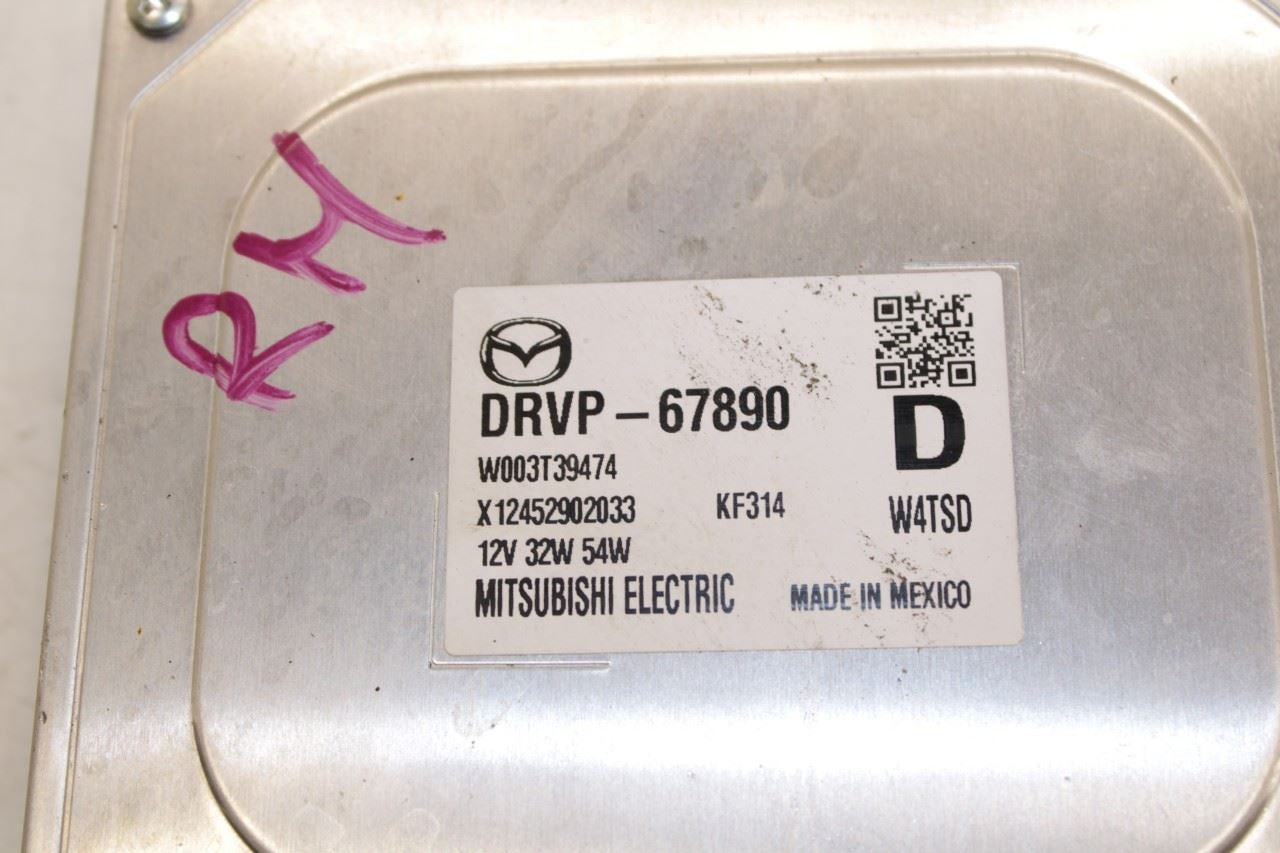 RH
DRVP-67890
D
W003T39474
X12452902033 KF314 W4TSD
12V 32W 54W
MITSUBISHI ELECTRIC MADE IN MEXICO